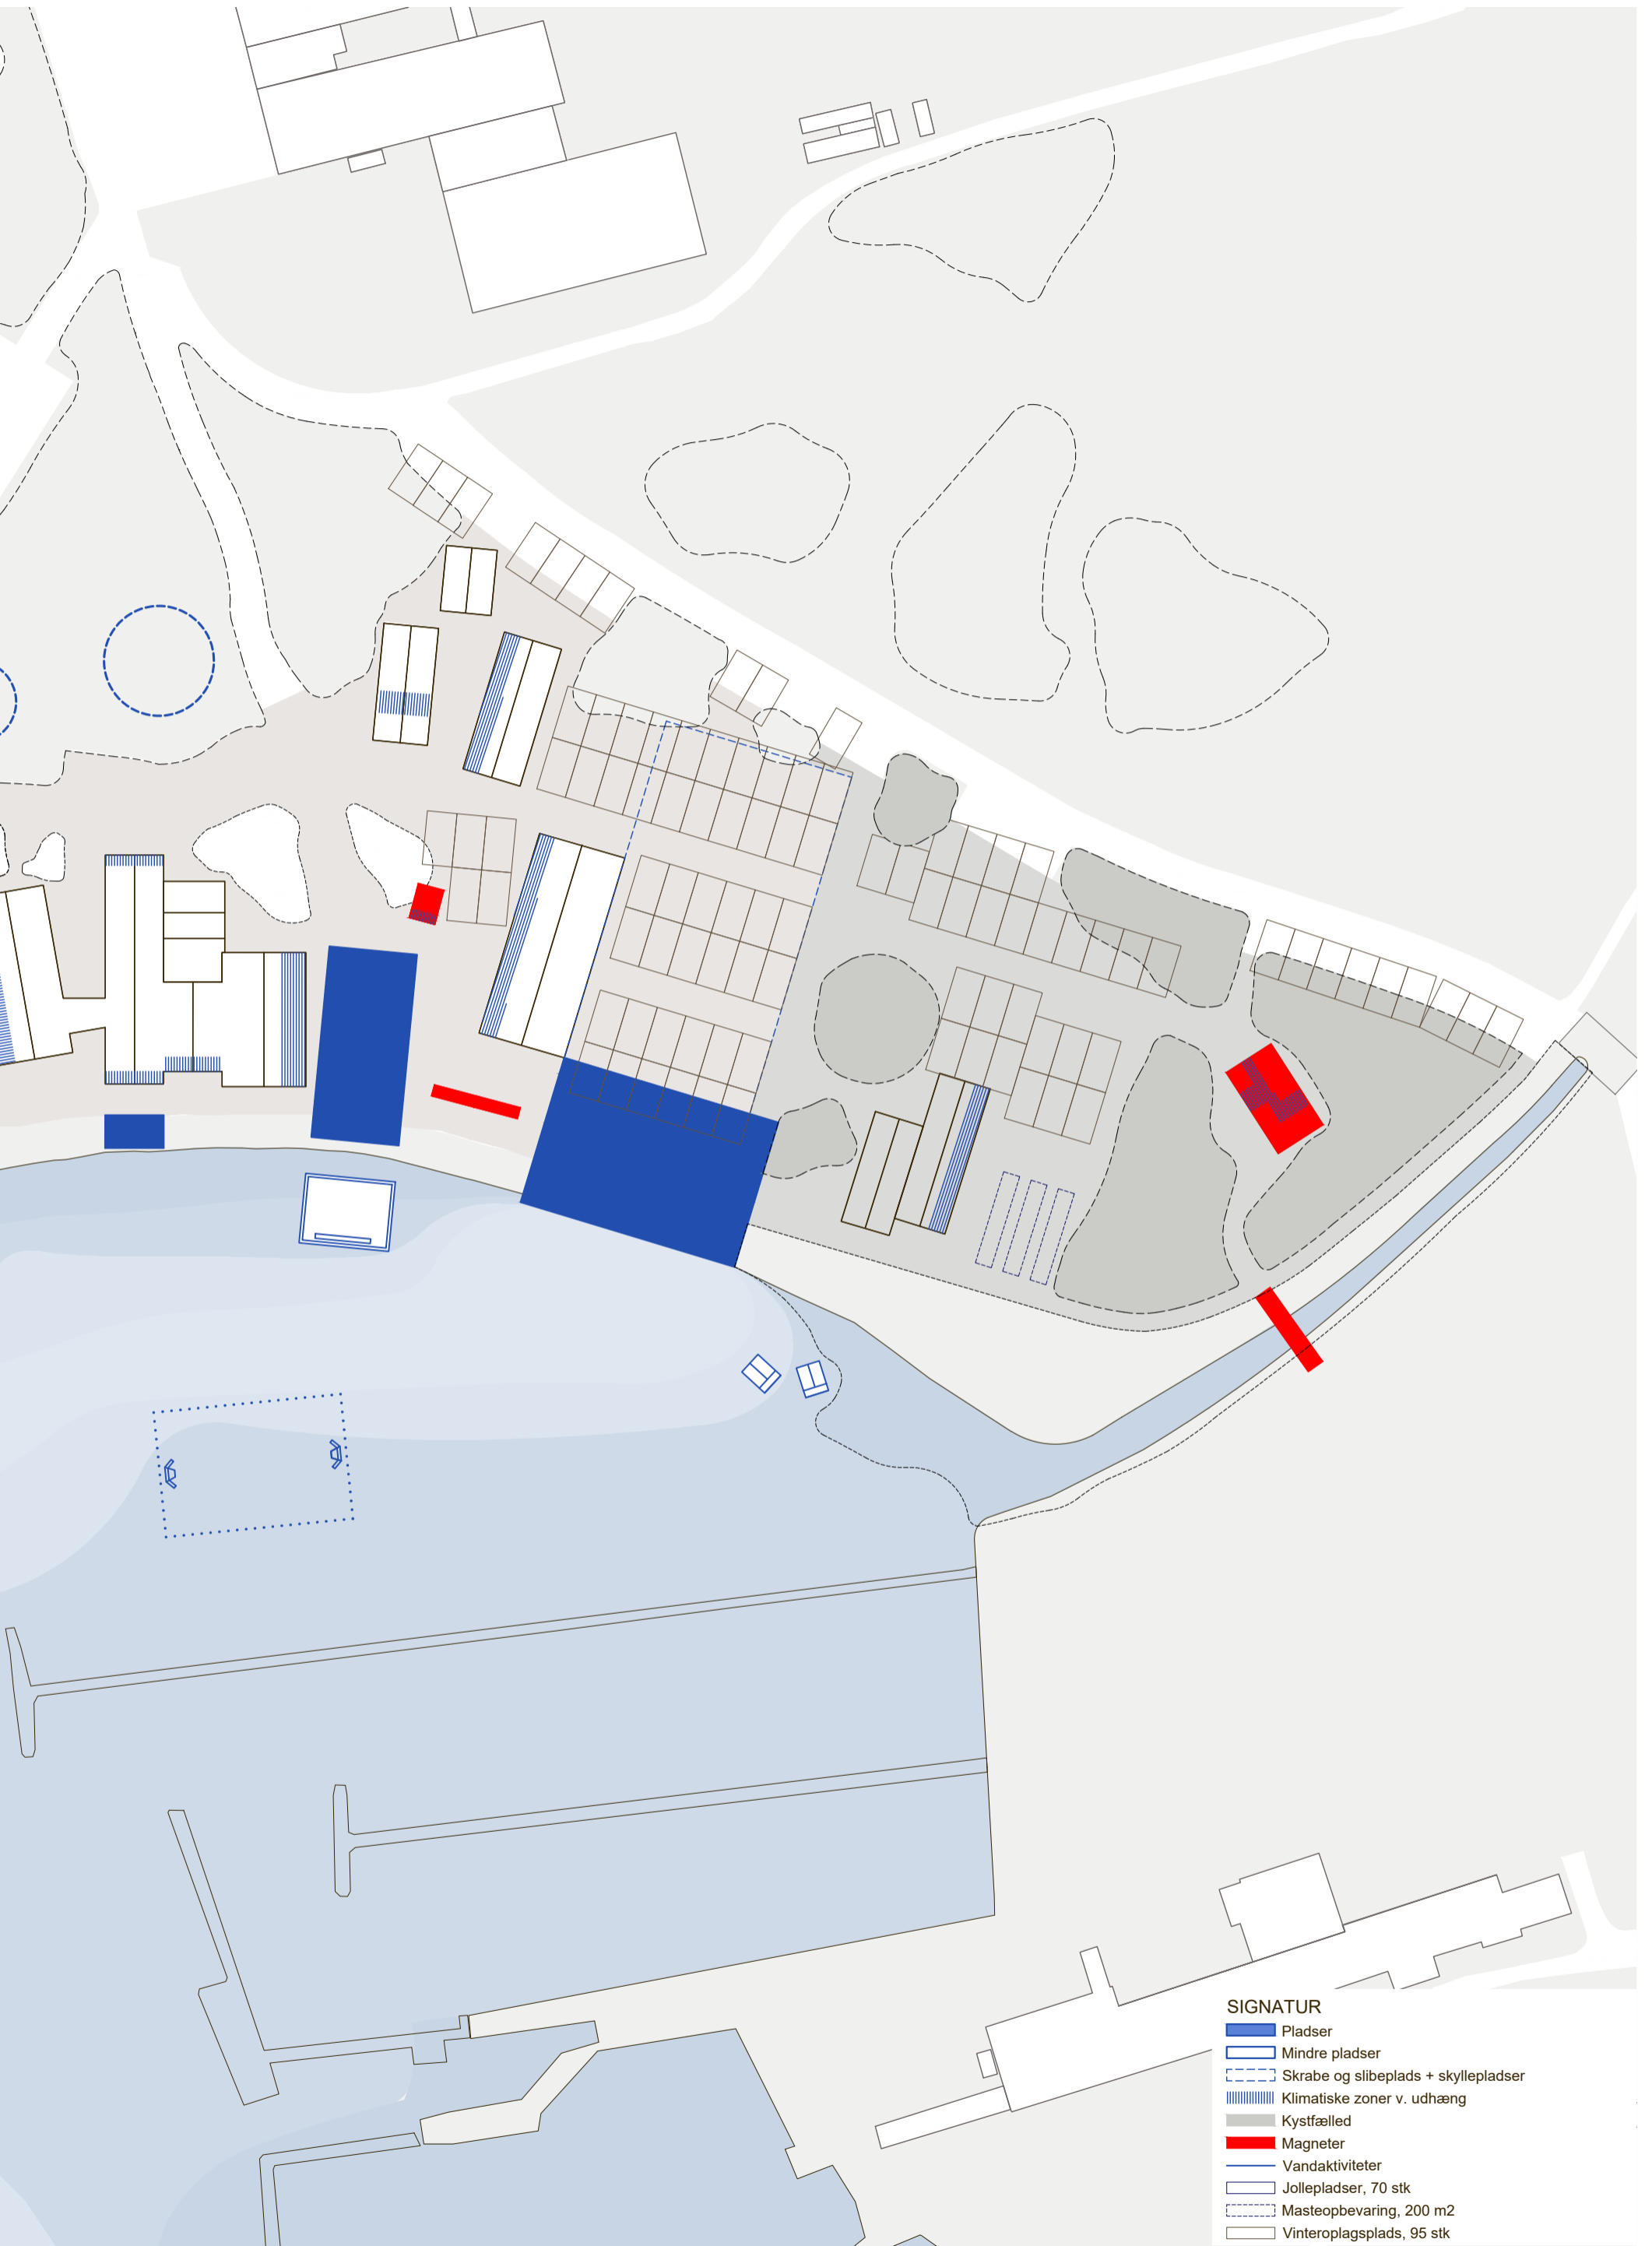 SIGNATUR
Pladser
Mindre pladser
Skrabe og slibeplads + skyllepladser
Klimatiske zoner v. udhæng
Kystfælled
Magneter
Vandaktiviteter
Jollepladser, 70 stk
Masteopbevaring, 200 m2
Vinteroplagsplads, 95 stk